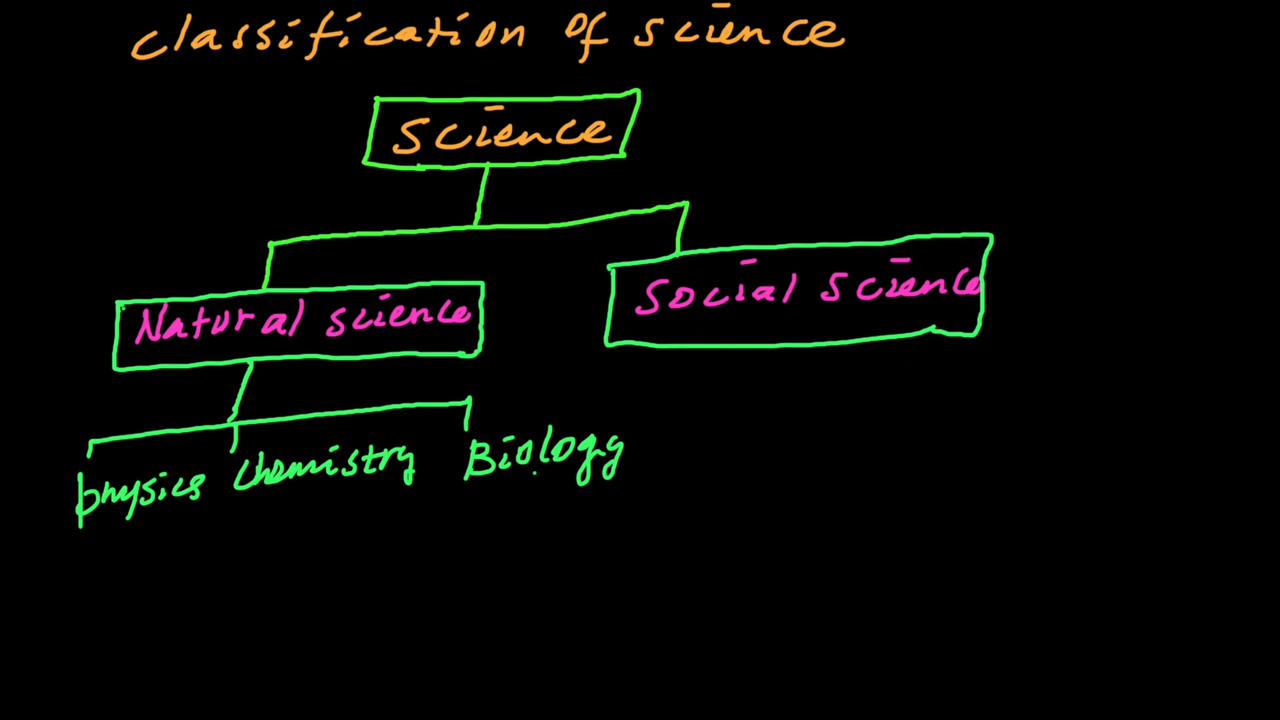 classification of science
science
Natural science
Social science
physics chemistry Biology